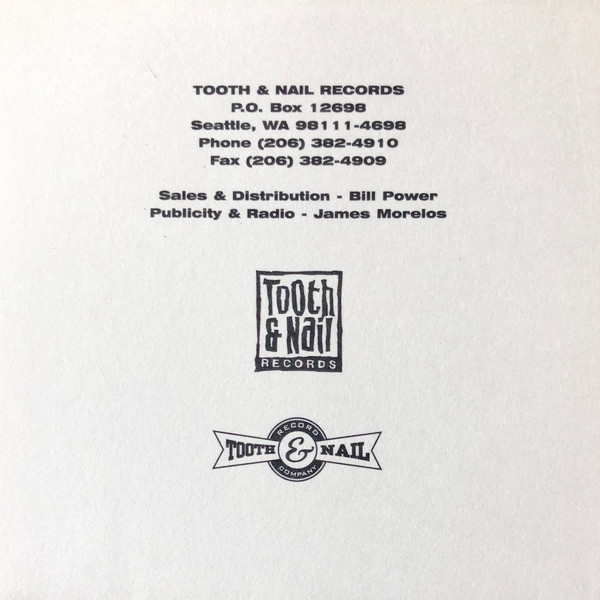 TOOTH & NAIL RECORDS
P.O. Box 12698
Seattle, WA 98111-4698
Phone (206) 382-4910
Fax (206) 382-4909
Sales & Distribution - Bill Power
Publicity & Radio - James Morelos
Tooth
& Nail
RECORDS
RECORD
TOOTH & NAIL
COMPANY